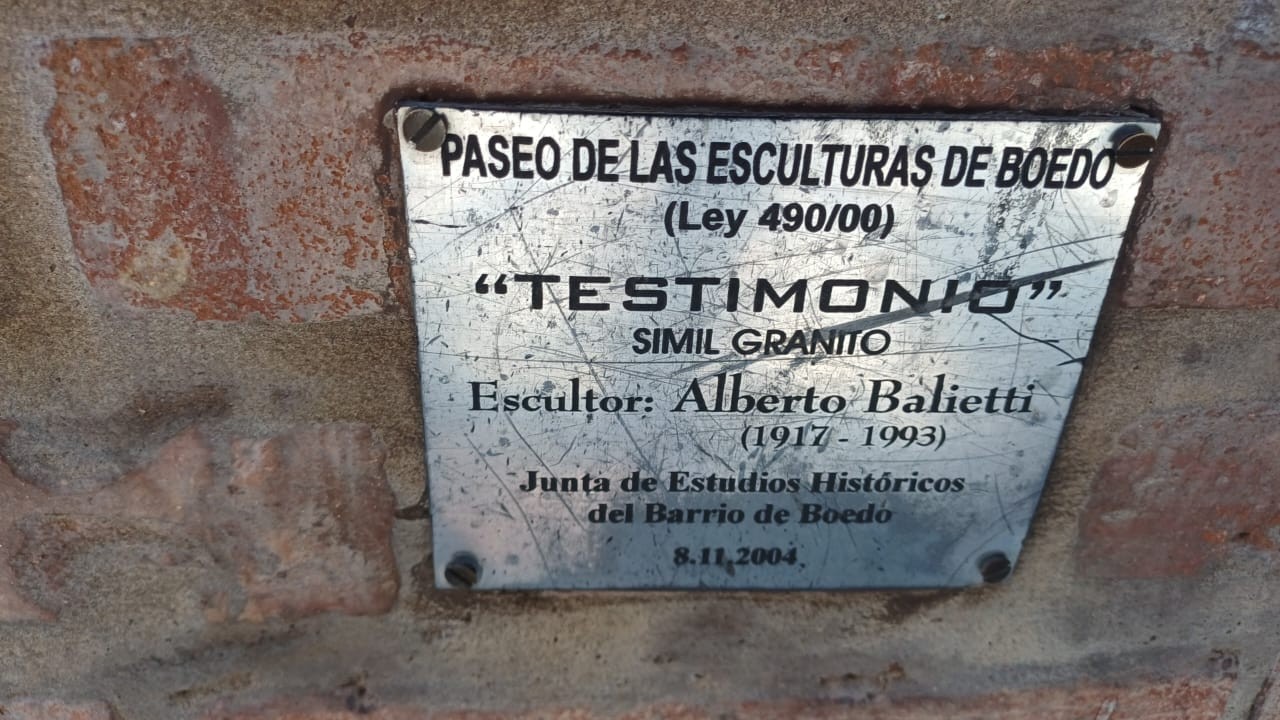 PASEO DE LAS ESCULTURAS DE BOEDO
(Ley 490/00)
“TESTIMONIO”
SIMIL GRANITO
Escultor: Alberto Balietti
(1917 - 1993)
Junta de Estudios Históricos
del Barrio de Boedo
8.11.2004